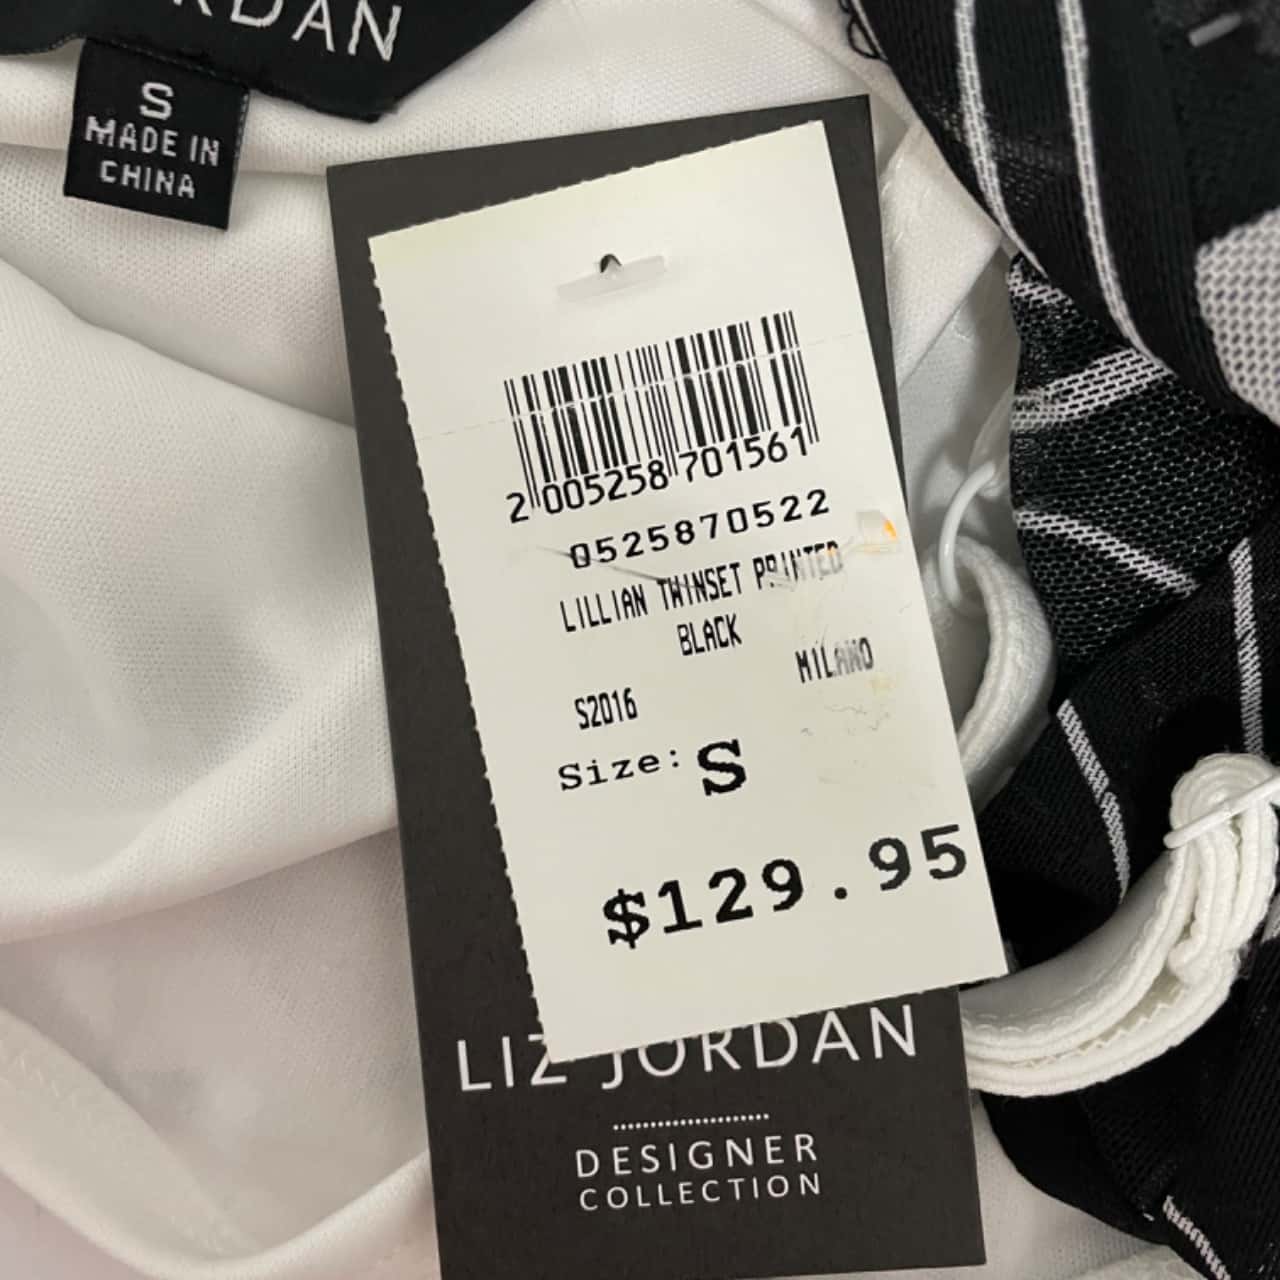 RDAN
S
MADE IN
CHINA
2 005258 701561
0525870522
LILLIAN TWINSET PRINTED
BLACK
MILANO
S2016
Size: S
$129.95
LIZ JORDAN
DESIGNER
COLLECTION